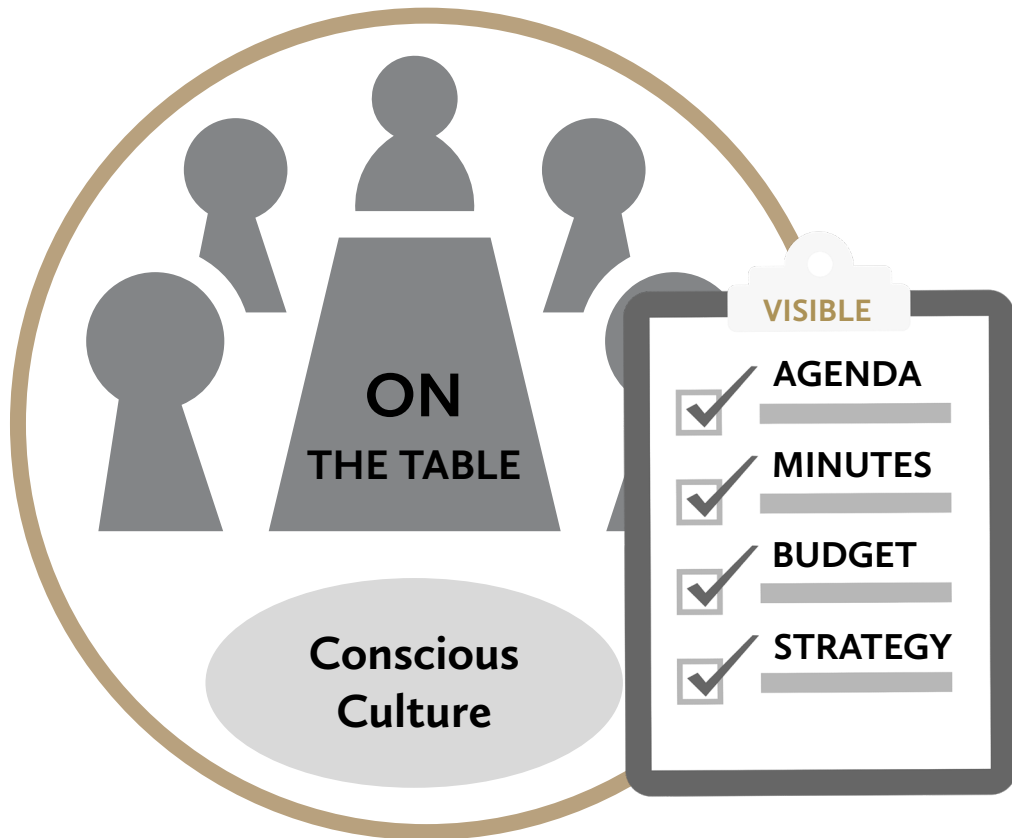 ON
THE TABLE
Conscious
Culture
VISIBLE
AGENDA
MINUTES
BUDGET
STRATEGY